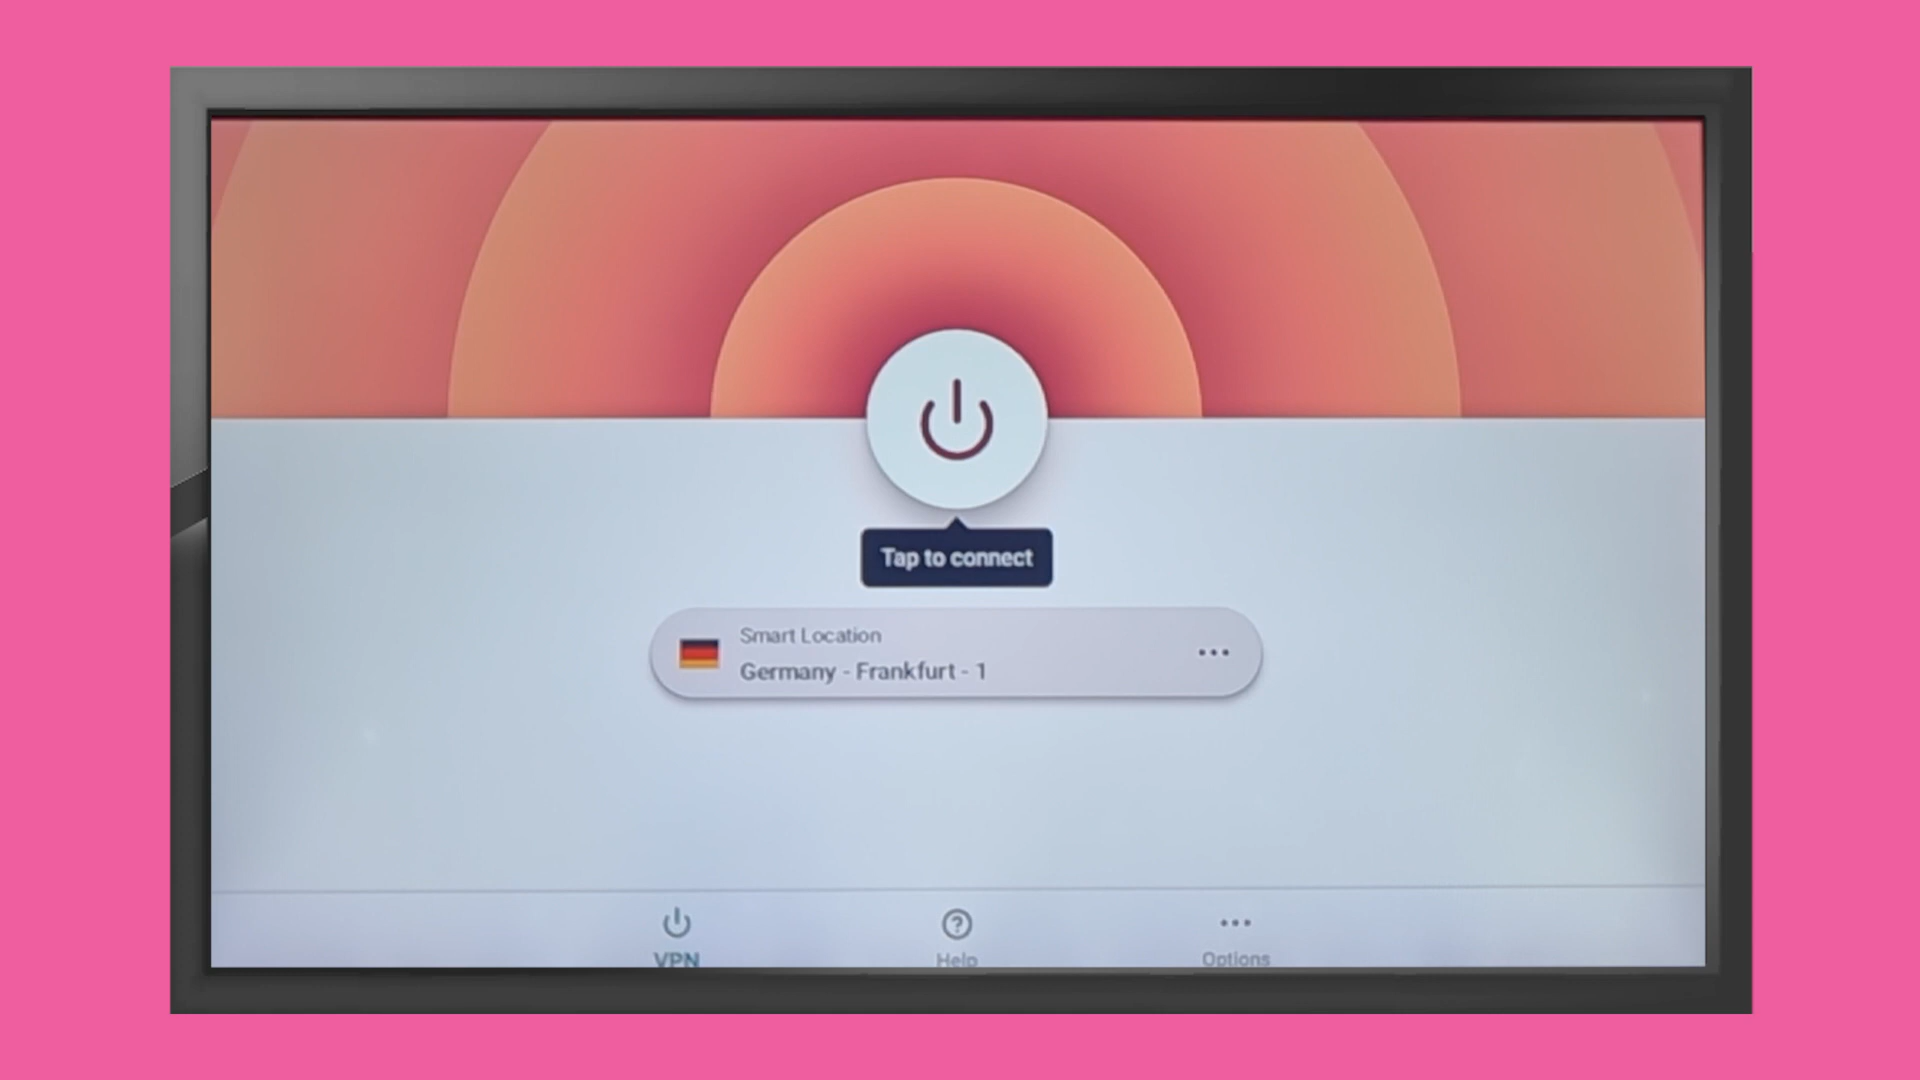 Tap to connect
Smart Location
Germany - Frankfurt - 1
VPN
Help
Options